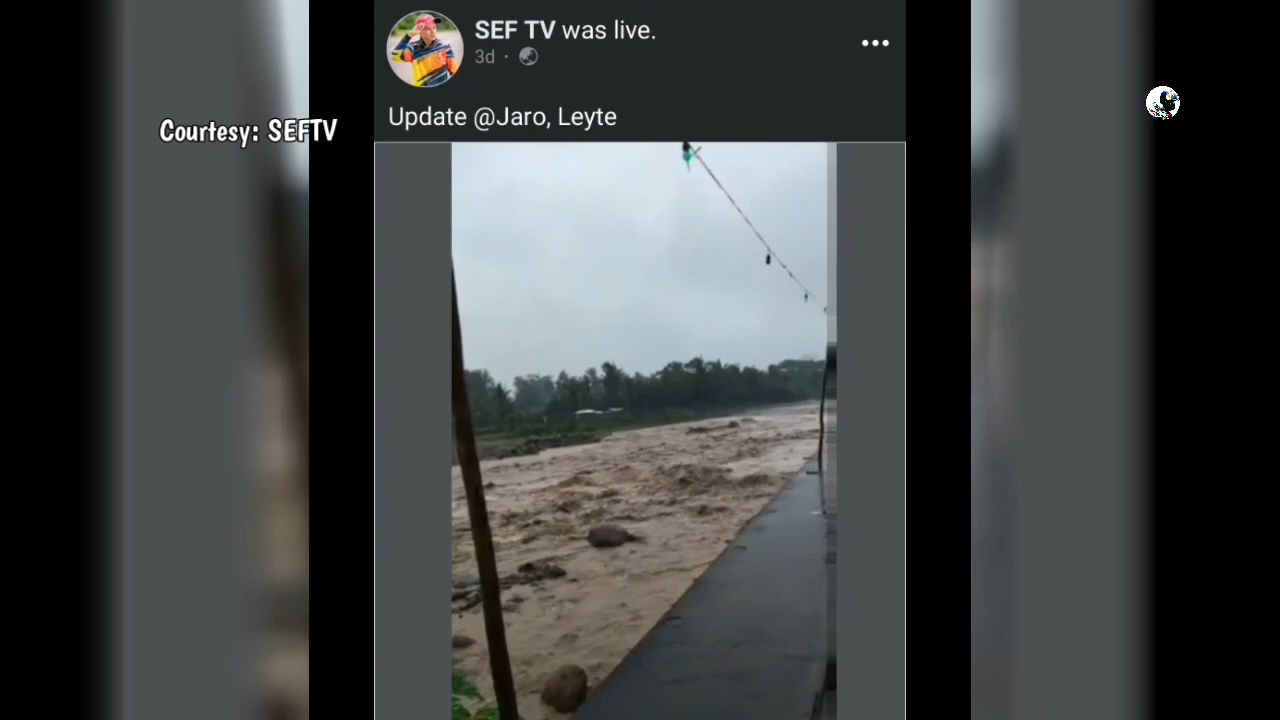 SEF TV was live.
3d ·
Update @Jaro, Leyte
Courtesy: SEFTV